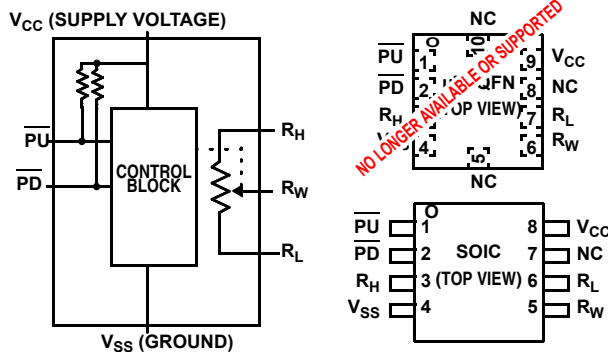 VCC (SUPPLY VOLTAGE)
PU
PD
CONTROL
BLOCK
RH
RW
RL
VSS (GROUND)
NC
PU 1
PD 2
RH
4
10
5
9 VCC
8 NC
7 RL
6 RW
NC
QFN
(TOP VIEW)
NO LONGER AVAILABLE OR SUPPORTED
PU 1
PD 2
RH 3
VSS 4
SOIC
(TOP VIEW)
8 VCC
7 NC
6 RL
5 RW